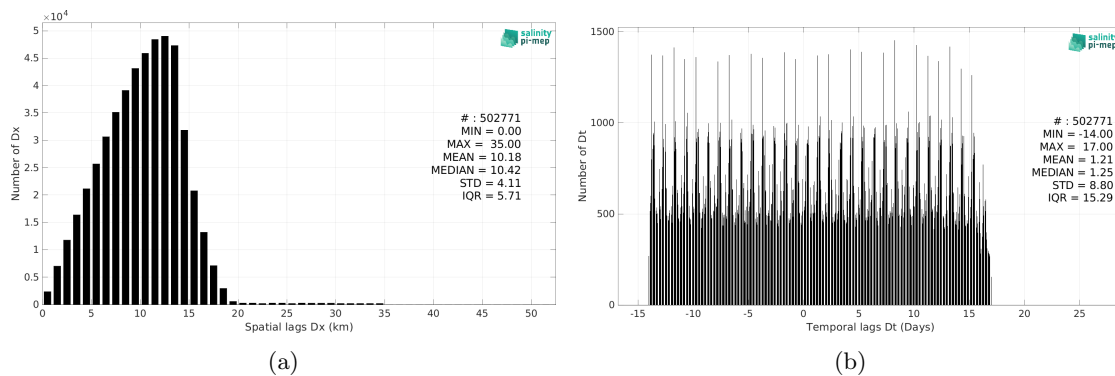 ×10⁴
5
4.5
4
3.5
3
2.5
2
1.5
1
0.5
0
Number of Dx
salinity
pi-mep
# : 502771
MIN = 0.00
MAX = 35.00
MEAN = 10.18
MEDIAN = 10.42
STD = 4.11
IQR = 5.71
0 5 10 15 20 25 30 35 40 45 50
Spatial lags Dx (km)
(a)
1500
1000
500
0
Number of Dt
salinity
pi-mep
# : 502771
MIN = -14.00
MAX = 17.00
MEAN = 1.21
MEDIAN = 1.25
STD = 8.80
IQR = 15.29
-15 -10 -5 0 5 10 15 20 25
Temporal lags Dt (Days)
(b)